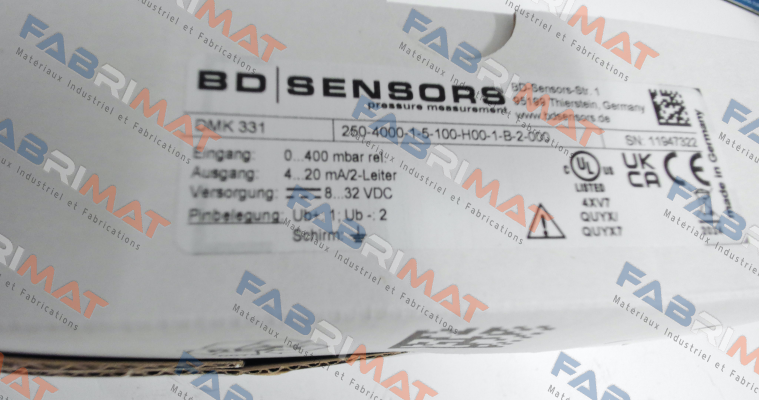 BD SENSORS
pressure measurement
BD-Sensors-Str. 1
95199 Thierstein, Germany
www.bdsensors.de
DMK 331
250-4000-1-5-100-H00-1-B-2-000
SN: 11947322
Eingang: 0...400 mbar rel
Ausgang: 4...20 mA/2-Leiter
Versorgung: 8...32 VDC
Pinbelegung: Ub+: 1; Ub -: 2
Schirm:
C UL US
LISTED
4XV7
QUYX/
QUYX7
UK
CA
CE
made in Germany
FABRIMAT
Materiaux Industriel et Fabrications